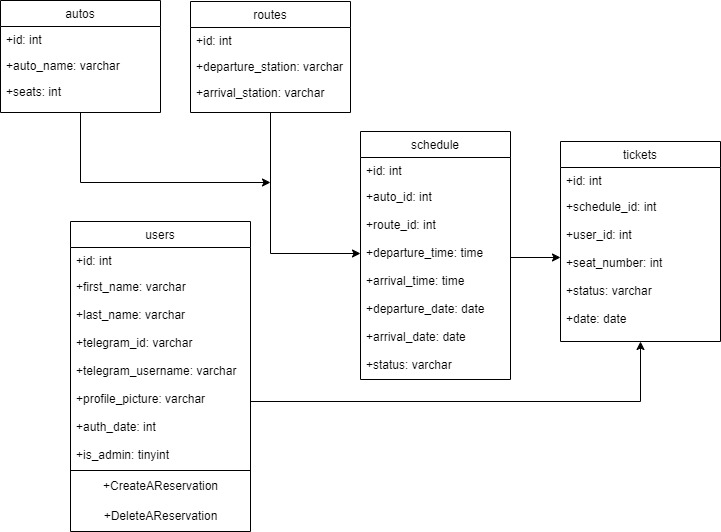 autos
+id: int
+auto_name: varchar
+seats: int
routes
+id: int
+departure_station: varchar
+arrival_station: varchar
schedule
+id: int
+auto_id: int
+route_id: int
+departure_time: time
+arrival_time: time
+departure_date: date
+arrival_date: date
+status: varchar
tickets
+id: int
+schedule_id: int
+user_id: int
+seat_number: int
+status: varchar
+date: date
users
+id: int
+first_name: varchar
+last_name: varchar
+telegram_id: varchar
+telegram_username: varchar
+profile_picture: varchar
+auth_date: int
+is_admin: tinyint
+CreateAReservation
+DeleteAReservation